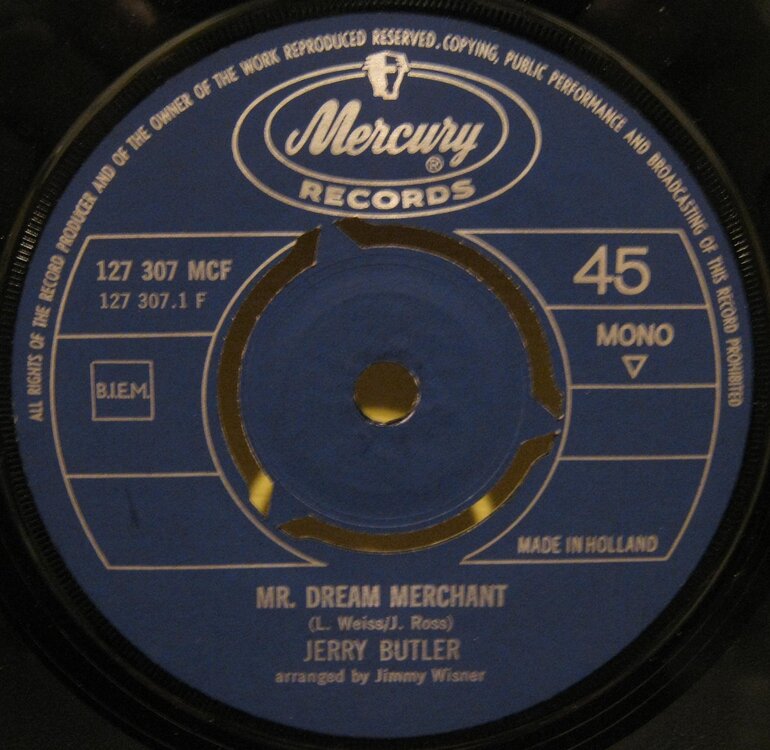 ALL RIGHTS OF THE RECORD PRODUCER AND OF THE OWNER OF THE WORK REPRODUCED RESERVED. COPYING, PUBLIC PERFORMANCE AND BROADCASTING OF THIS RECORD PROHIBITED
Mercury ®
RECORDS
127 307 MCF
127 307.1 F
45
MONO
B.I.E.M.
MADE IN HOLLAND
MR. DREAM MERCHANT
(L. Weiss/J. Ross)
JERRY BUTLER
arranged by Jimmy Wisner